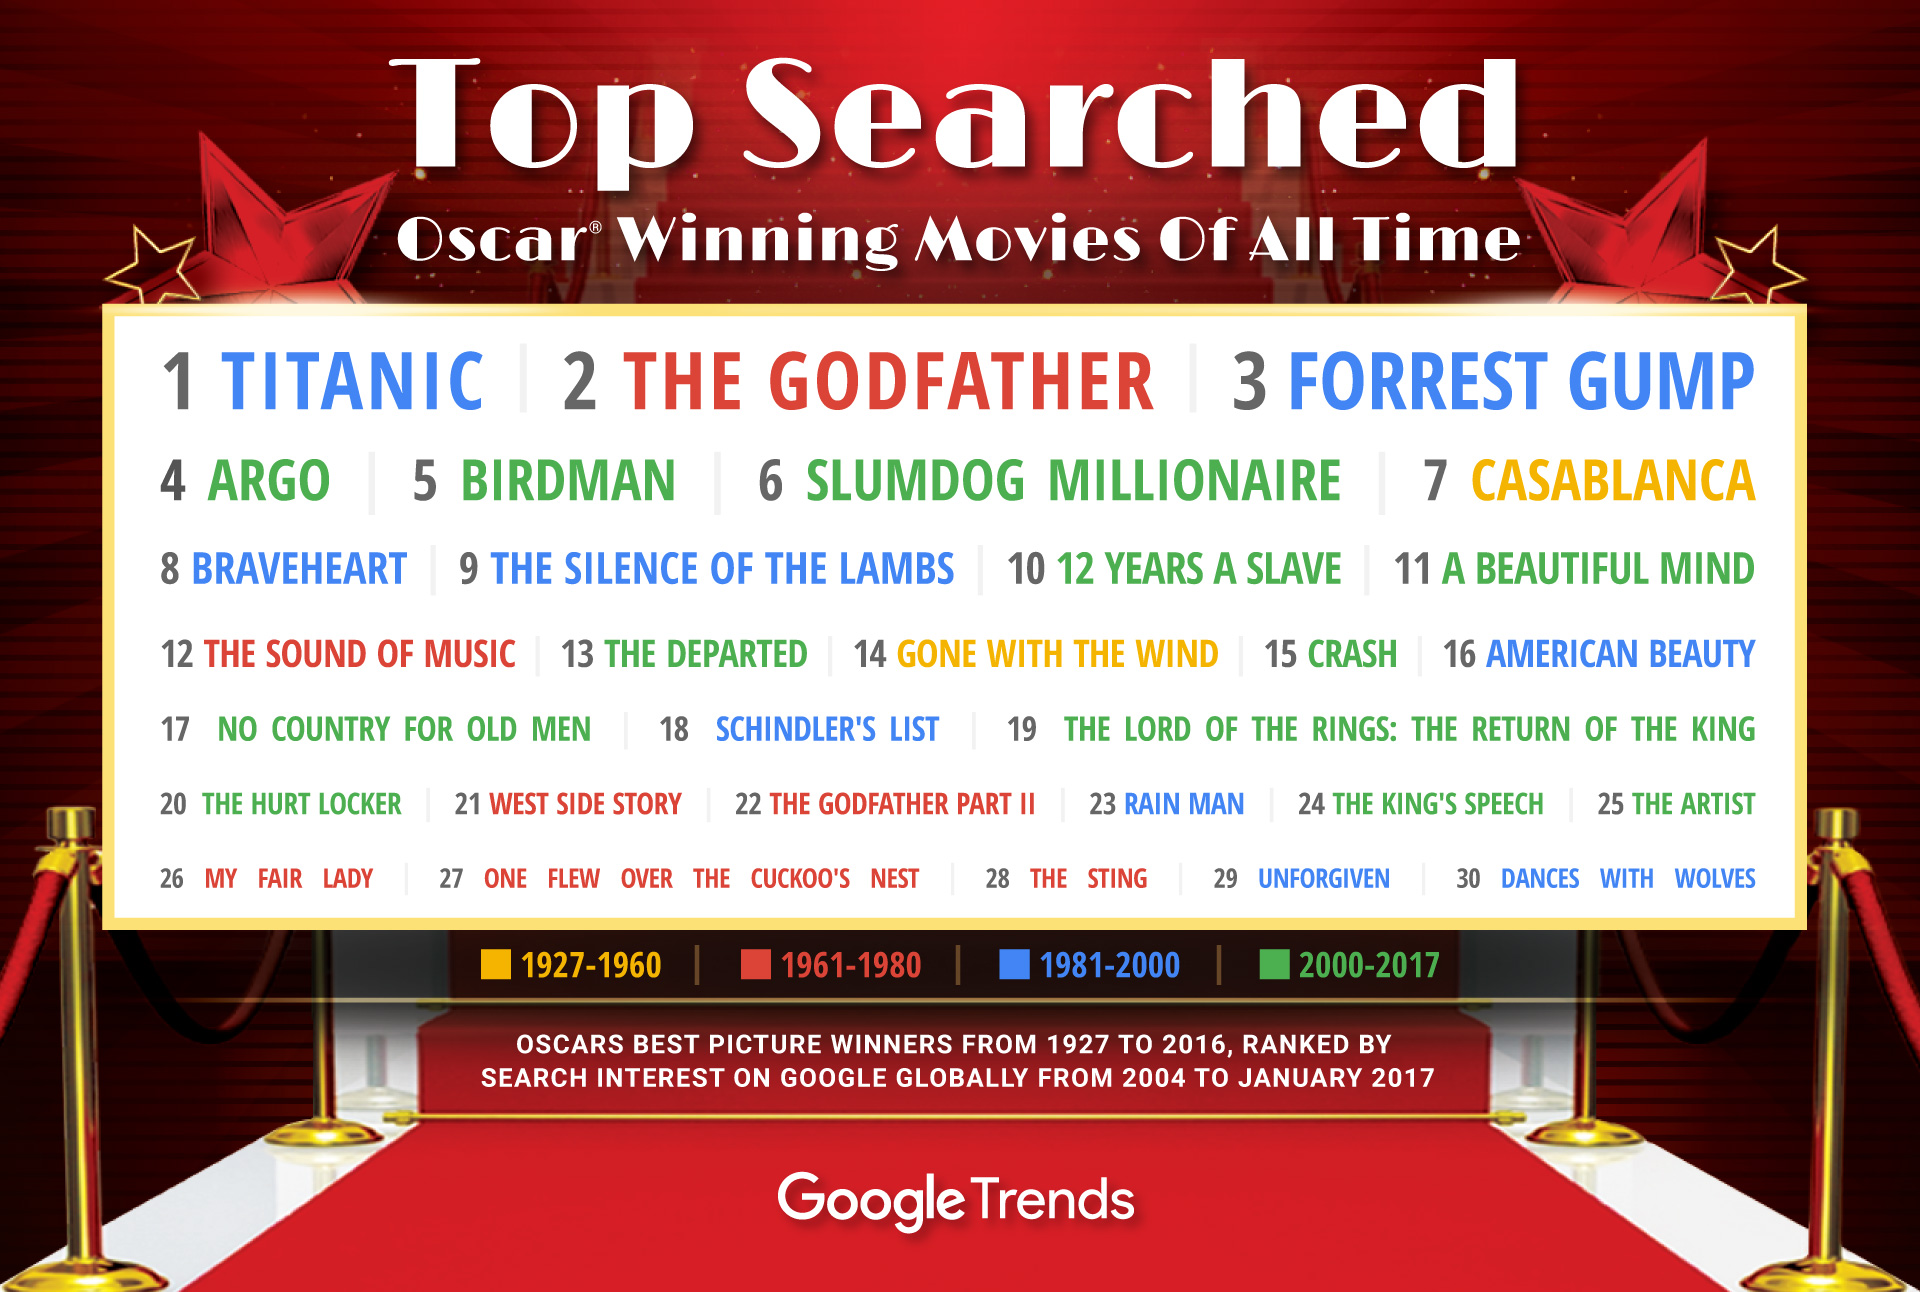 Top Searched
Oscar® Winning Movies Of All Time
1 TITANIC 2 THE GODFATHER 3 FORREST GUMP
4 ARGO 5 BIRDMAN 6 SLUMDOG MILLIONAIRE 7 CASABLANCA
8 BRAVEHEART 9 THE SILENCE OF THE LAMBS 10 12 YEARS A SLAVE 11 A BEAUTIFUL MIND
12 THE SOUND OF MUSIC 13 THE DEPARTED 14 GONE WITH THE WIND 15 CRASH 16 AMERICAN BEAUTY
17 NO COUNTRY FOR OLD MEN 18 SCHINDLER'S LIST 19 THE LORD OF THE RINGS: THE RETURN OF THE KING
20 THE HURT LOCKER 21 WEST SIDE STORY 22 THE GODFATHER PART II 23 RAIN MAN 24 THE KING'S SPEECH 25 THE ARTIST
26 MY FAIR LADY 27 ONE FLEW OVER THE CUCKOO'S NEST 28 THE STING 29 UNFORGIVEN 30 DANCES WITH WOLVES
1927-1960 1961-1980 1981-2000 2000-2017
OSCARS BEST PICTURE WINNERS FROM 1927 TO 2016, RANKED BY
SEARCH INTEREST ON GOOGLE GLOBALLY FROM 2004 TO JANUARY 2017
Google Trends